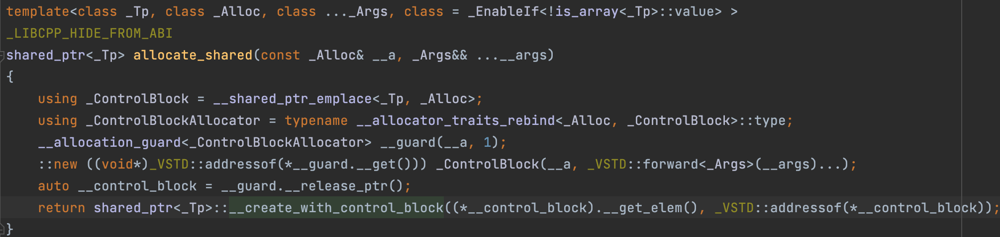 template<class _Tp, class _Alloc, class ..._Args, class = _EnableIf<!is_array<_Tp>::value> >
_LIBCPP_HIDE_FROM_ABI
shared_ptr<_Tp> allocate_shared(const _Alloc& __a, _Args&& ...__args)
{
    using _ControlBlock = __shared_ptr_emplace<_Tp, _Alloc>;
    using _ControlBlockAllocator = typename __allocator_traits_rebind<_Alloc, _ControlBlock>::type;
    __allocation_guard<_ControlBlockAllocator> __guard(__a, 1);
    ::new ((void*)_VSTD::addressof(*__guard.__get())) _ControlBlock(__a, _VSTD::forward<_Args>(__args)...);
    auto __control_block = __guard.__release_ptr();
    return shared_ptr<_Tp>::__create_with_control_block((*__control_block).__get_elem(), _VSTD::addressof(*__control_block));
}